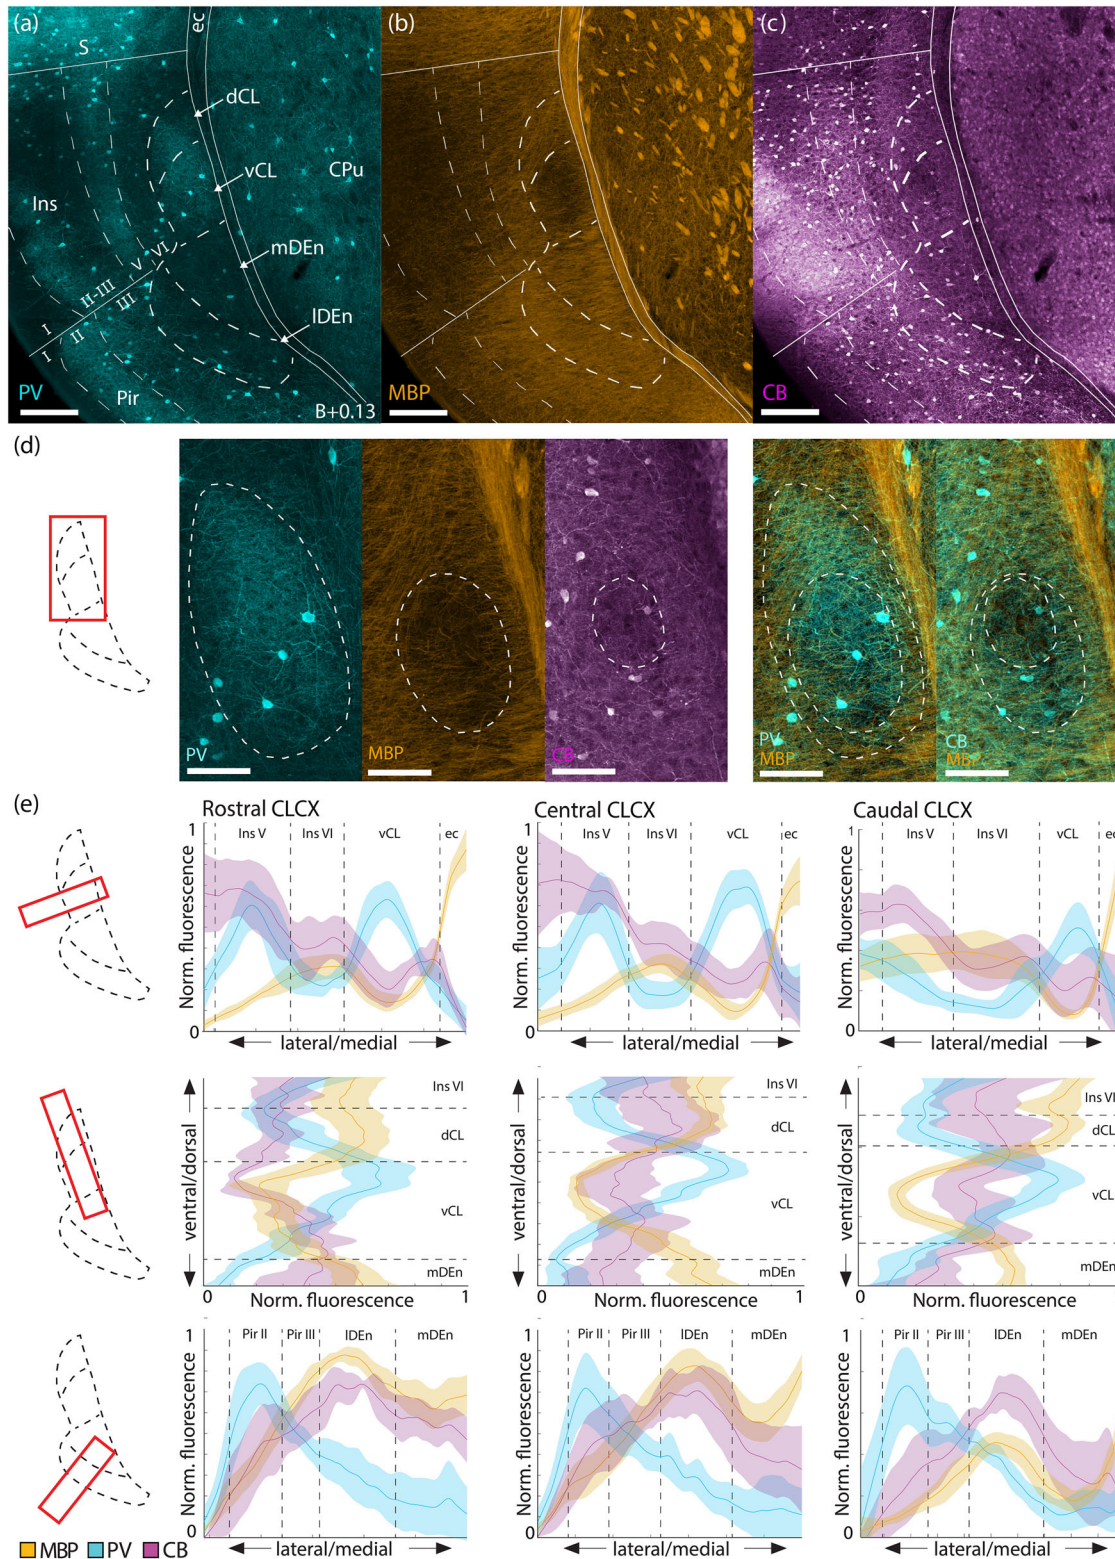 (a)
S
ec
dCL
vCL
CPu
Ins
mDEn
V
VI
II-III
III
I
II
I
lDEn
Pir
PV
B+0.13
(b)
MBP
(c)
CB
(d)
PV
MBP
CB
PV
MBP
CB
MBP
(e)
Rostral CLCX
Central CLCX
Caudal CLCX
Ins V
Ins VI
vCL
ec
Ins V
Ins VI
vCL
ec
Ins V
Ins VI
vCL
ec
1
Norm. fluorescence
0
lateral/medial
1
Norm. fluorescence
0
lateral/medial
1
Norm. fluorescence
0
lateral/medial
ventral/dorsal
Ins VI
dCL
vCL
mDEn
ventral/dorsal
Ins VI
dCL
vCL
mDEn
ventral/dorsal
Ins VI
dCL
vCL
mDEn
0 Norm. fluorescence 1
0 Norm. fluorescence 1
0 Norm. fluorescence 1
Pir II
Pir III
lDEn
mDEn
Pir II
Pir III
lDEn
mDEn
Pir II
Pir III
lDEn
mDEn
1
Norm. fluorescence
0
lateral/medial
1
Norm. fluorescence
0
lateral/medial
1
Norm. fluorescence
0
lateral/medial
MBP PV CB